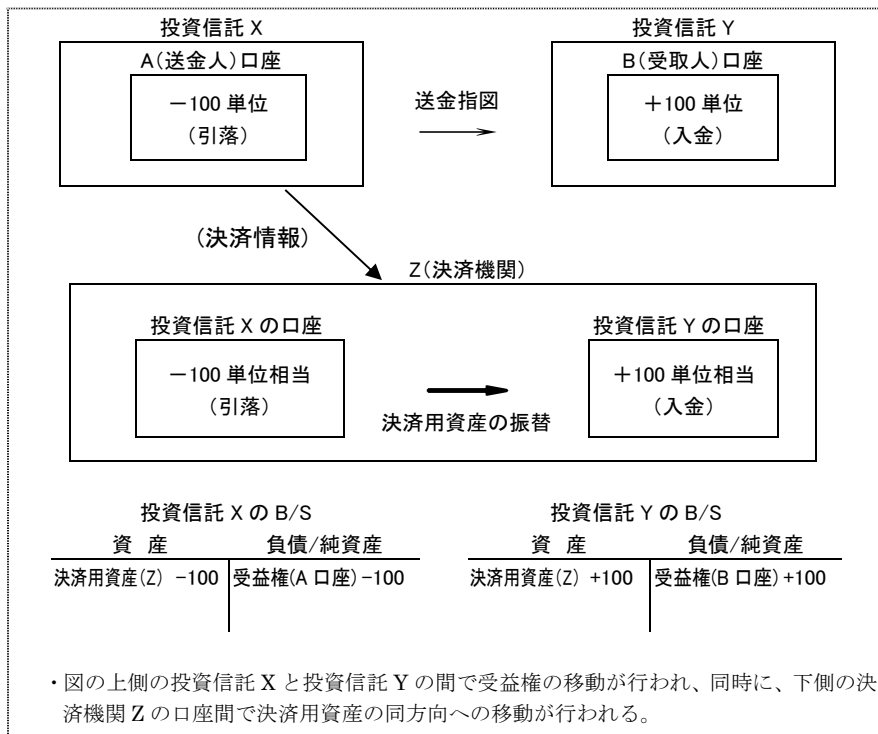 投資信託 X
投資信託 Y
A(送金人)口座
B(受取人)口座
－100 単位
(引落)
送金指図
＋100 単位
(入金)
(決済情報)
Z(決済機関)
投資信託 X の口座
投資信託 Y の口座
－100 単位相当
(引落)
決済用資産の振替
＋100 単位相当
(入金)
投資信託 X の B/S
投資信託 Y の B/S
資 産 負債/純資産
資 産 負債/純資産
決済用資産(Z) －100 受益権(A 口座)－100
決済用資産(Z) +100 受益権(B 口座)+100
・図の上側の投資信託 X と投資信託 Y の間で受益権の移動が行われ、同時に、下側の決
済機関 Z の口座間で決済用資産の同方向への移動が行われる。